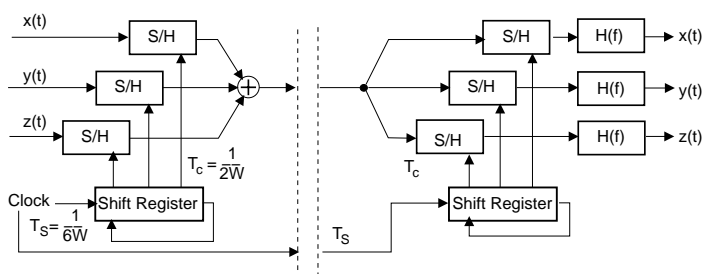 x(t)
S/H
S/H
H(f)
x(t)
y(t)
S/H
+
S/H
H(f)
y(t)
z(t)
S/H
S/H
H(f)
z(t)
T_c = 1/2W
T_c
Clock
Shift Register
Shift Register
T_S = 1/6W
T_S